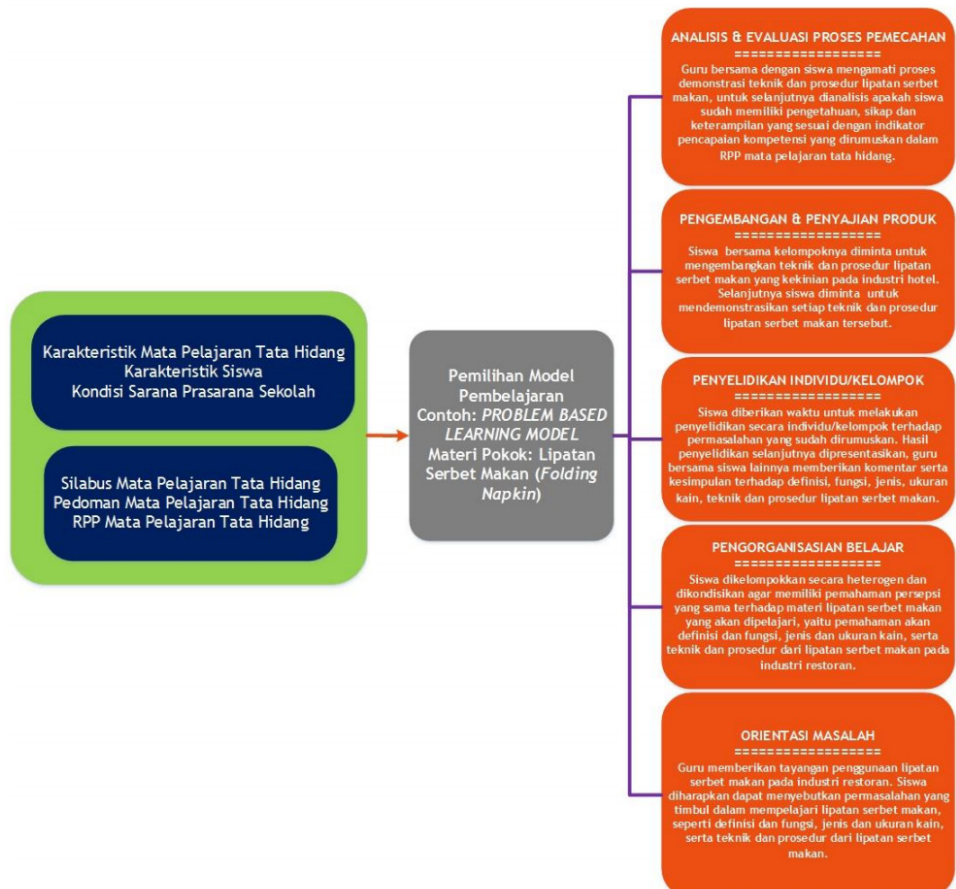 Karakteristik Mata Pelajaran Tata Hidang
Karakteristik Siswa
Kondisi Sarana Prasarana Sekolah
Silabus Mata Pelajaran Tata Hidang
Pedoman Mata Pelajaran Tata Hidang
RPP Mata Pelajaran Tata Hidang
Pemilihan Model
Pembelajaran
Contoh: PROBLEM BASED
LEARNING MODEL
Materi Pokok: Lipatan
Serbet Makan (Folding
Napkin)
ANALISIS & EVALUASI PROSES PEMECAHAN
==================
Guru bersama dengan siswa mengamati proses
demonstrasi teknik dan prosedur lipatan serbet
makan, untuk selanjutnya dianalisis apakah siswa
sudah memiliki pengetahuan, sikap dan
keterampilan yang sesuai dengan indikator
pencapaian kompetensi yang dirumuskan dalam
RPP mata pelajaran tata hidang.
PENGEMBANGAN & PENYAJIAN PRODUK
==================
Siswa bersama kelompoknya diminta untuk
mengembangkan teknik dan prosedur lipatan
serbet makan yang kekinian pada industri hotel.
Selanjutnya siswa diminta untuk
mendemonstrasikan setiap teknik dan prosedur
lipatan serbet makan tersebut.
PENYELIDIKAN INDIVIDU/KELOMPOK
==================
Siswa diberikan waktu untuk melakukan
penyelidikan secara individu/kelompok terhadap
permasalahan yang sudah dirumuskan. Hasil
penyelidikan selanjutnya dipresentasikan, guru
bersama siswa lainnya memberikan komentar serta
kesimpulan terhadap definisi, fungsi, jenis, ukuran
kain, teknik dan prosedur lipatan serbet makan.
PENGORGANISASIAN BELAJAR
==================
Siswa dikelompokkan secara heterogen dan
dikondisikan agar memiliki pemahaman persepsi
yang sama terhadap materi lipatan serbet makan
yang akan dipelajari, yaitu pemahaman akan
definisi dan fungsi, jenis dan ukuran kain, serta
teknik dan prosedur dari lipatan serbet makan pada
industri restoran.
ORIENTASI MASALAH
==================
Guru memberikan tayangan penggunaan lipatan
serbet makan pada industri restoran. Siswa
diharapkan dapat menyebutkan permasalahan yang
timbul dalam mempelajari lipatan serbet makan,
seperti definisi dan fungsi, jenis dan ukuran kain,
serta teknik dan prosedur dari lipatan serbet
makan.